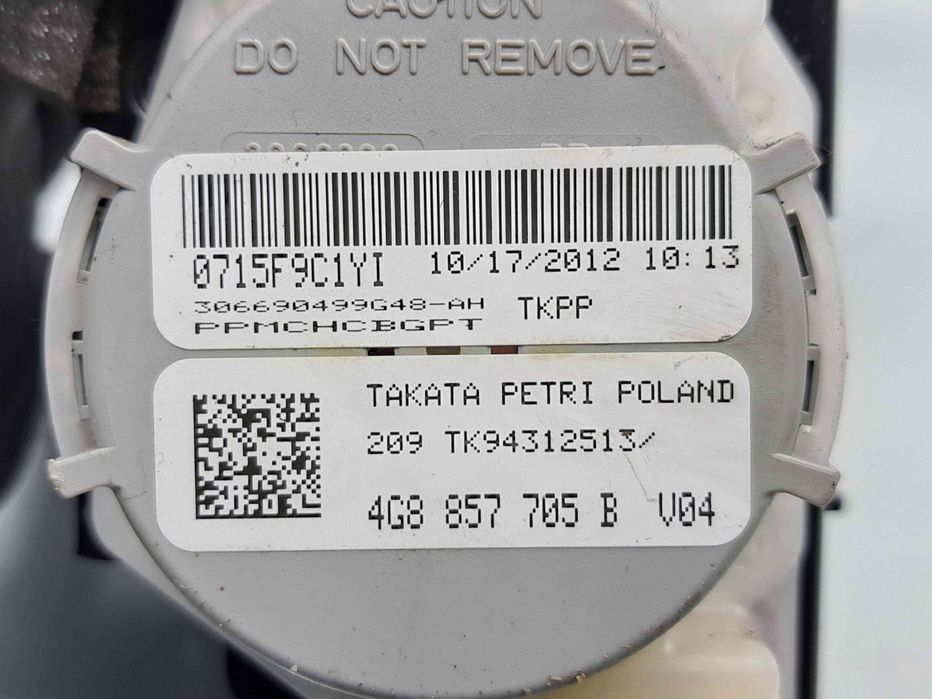 CAUTION
DO NOT REMOVE
0715F9C1YI 10/17/2012 10:13
306690499G48-AH TKPP
PPMCHCBGPT
TAKATA PETRI POLAND
209 TK94312513/
4G8 857 705 B V04